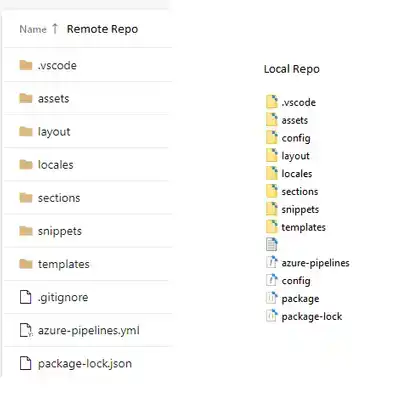 Name ↑ Remote Repo
.vscode
assets
layout
locales
sections
snippets
templates
.gitignore
azure-pipelines.yml
package-lock.json
Local Repo
.vscode
assets
config
layout
locales
sections
snippets
templates
azure-pipelines
config
package
package-lock